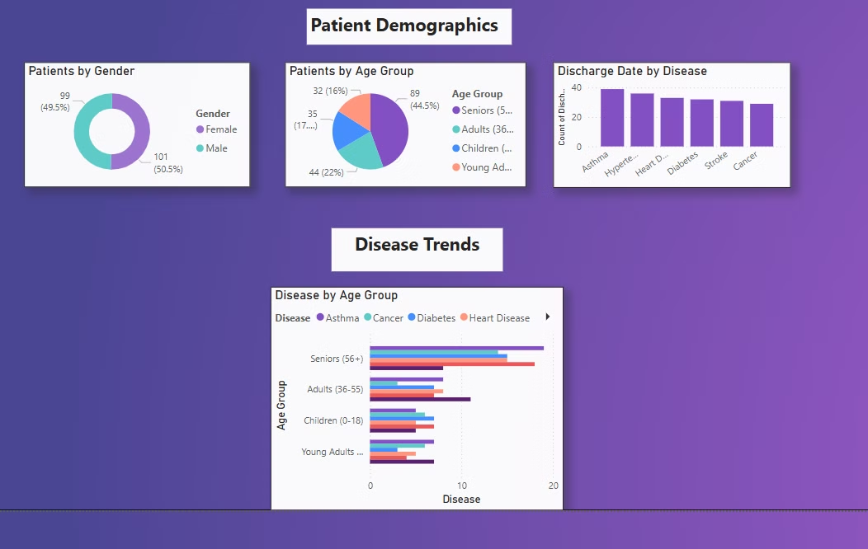 Patient Demographics
Patients by Gender
99
(49.5%)
101
(50.5%)
Gender
Female
Male
Patients by Age Group
32 (16%)
35
(17....)
44 (22%)
89
(44.5%)
Age Group
Seniors (5...
Adults (36...
Children (...
Young Ad...
Discharge Date by Disease
Count of Disch...
40
20
0
Asthma
Hyperte...
Heart D...
Diabetes
Stroke
Cancer
Disease Trends
Disease by Age Group
Disease Asthma Cancer Diabetes Heart Disease
Age Group
Seniors (56+)
Adults (36-55)
Children (0-18)
Young Adults ...
0 10 20
Disease